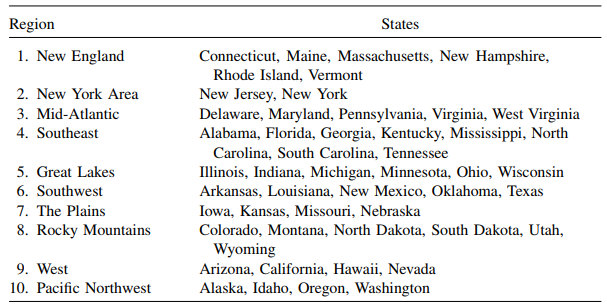 Region States
1. New England Connecticut, Maine, Massachusetts, New Hampshire,
Rhode Island, Vermont
2. New York Area New Jersey, New York
3. Mid-Atlantic Delaware, Maryland, Pennsylvania, Virginia, West Virginia
4. Southeast Alabama, Florida, Georgia, Kentucky, Mississippi, North
Carolina, South Carolina, Tennessee
5. Great Lakes Illinois, Indiana, Michigan, Minnesota, Ohio, Wisconsin
6. Southwest Arkansas, Louisiana, New Mexico, Oklahoma, Texas
7. The Plains Iowa, Kansas, Missouri, Nebraska
8. Rocky Mountains Colorado, Montana, North Dakota, South Dakota, Utah,
Wyoming
9. West Arizona, California, Hawaii, Nevada
10. Pacific Northwest Alaska, Idaho, Oregon, Washington